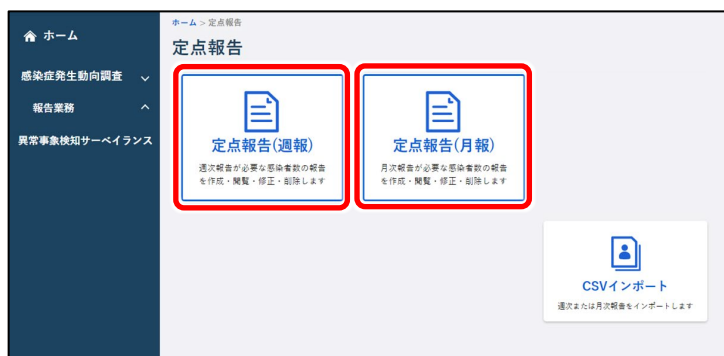 ホーム
感染症発生動向調査
報告業務
異常事象検知サーベイランス
ホーム > 定点報告
定点報告
定点報告(週報)
週次報告が必要な感染者数の報告
を作成・閲覧・修正・削除します
定点報告(月報)
月次報告が必要な感染者数の報告
を作成・閲覧・修正・削除します
CSVインポート
週次または月次報告をインポートします